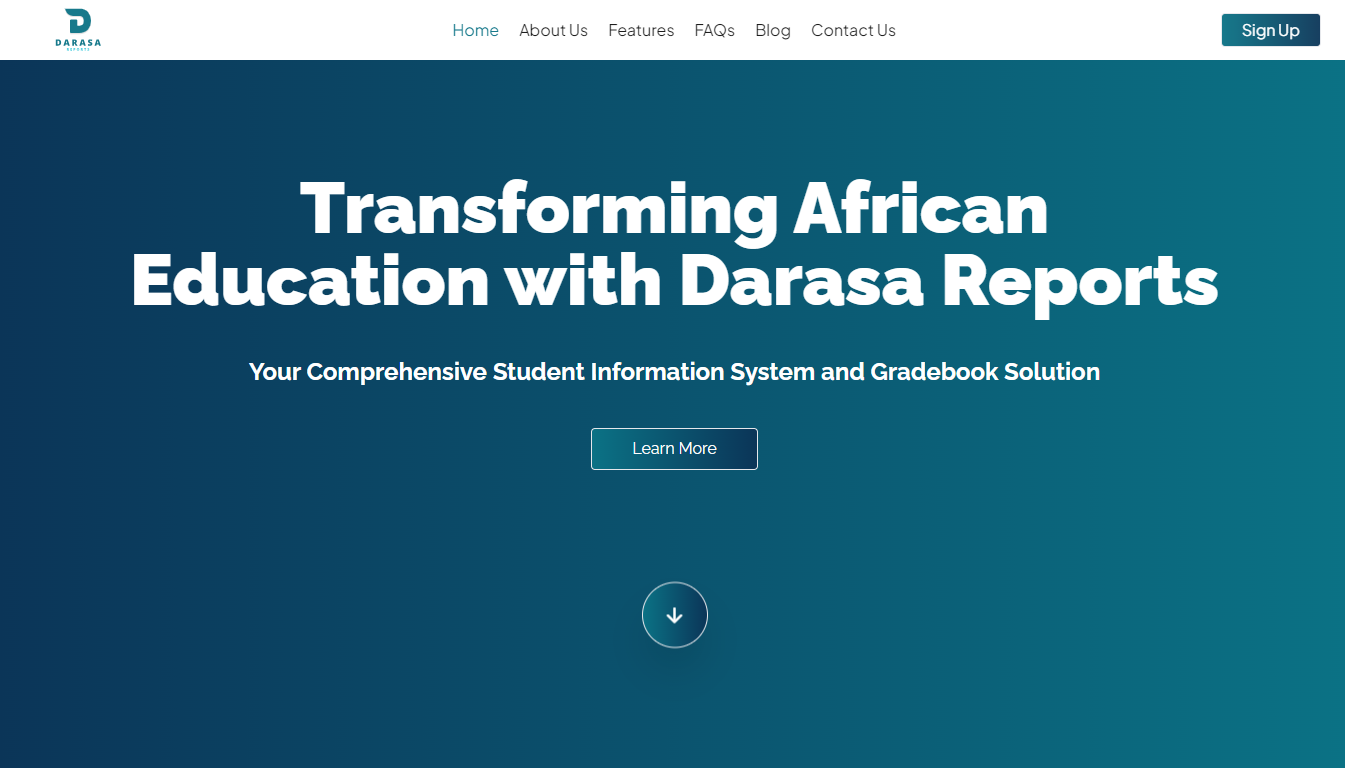 DARASA
REPORTS
Home About Us Features FAQs Blog Contact Us
Sign Up
Transforming African
Education with Darasa Reports
Your Comprehensive Student Information System and Gradebook Solution
Learn More